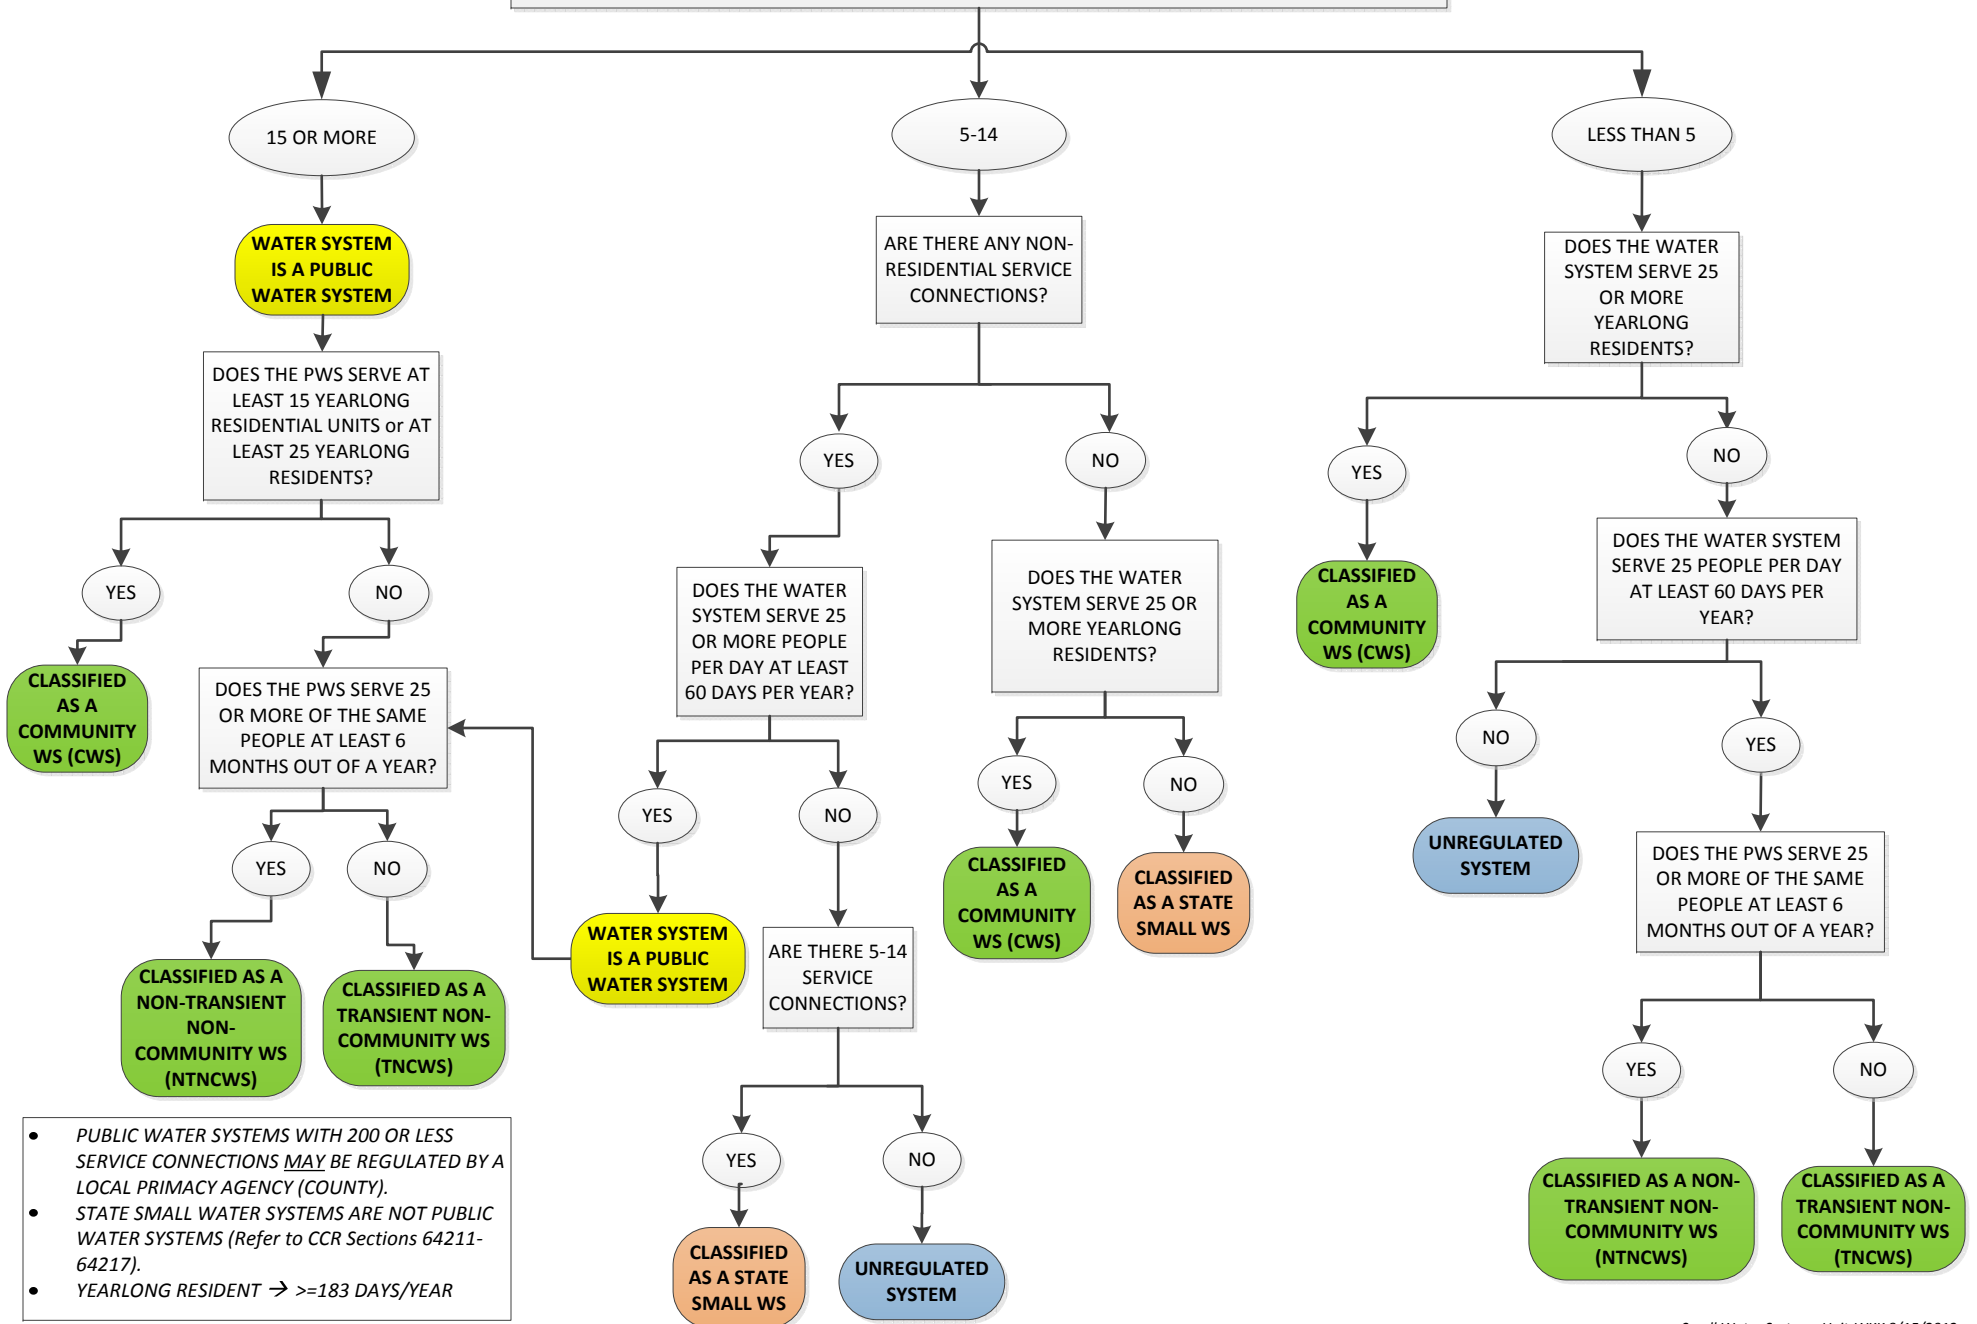 15 OR MORE
5-14
LESS THAN 5
WATER SYSTEM
IS A PUBLIC
WATER SYSTEM
DOES THE PWS SERVE AT
LEAST 15 YEARLONG
RESIDENTIAL UNITS or AT
LEAST 25 YEARLONG
RESIDENTS?
YES
NO
CLASSIFIED
AS A
COMMUNITY
WS (CWS)
DOES THE PWS SERVE 25
OR MORE OF THE SAME
PEOPLE AT LEAST 6
MONTHS OUT OF A YEAR?
YES
NO
CLASSIFIED AS A
NON-TRANSIENT
NON-
COMMUNITY WS
(NTNCWS)
CLASSIFIED AS A
TRANSIENT NON-
COMMUNITY WS
(TNCWS)
ARE THERE ANY NON-
RESIDENTIAL SERVICE
CONNECTIONS?
YES
NO
DOES THE WATER
SYSTEM SERVE 25
OR MORE PEOPLE
PER DAY AT LEAST
60 DAYS PER YEAR?
YES
NO
WATER SYSTEM
IS A PUBLIC
WATER SYSTEM
ARE THERE 5-14
SERVICE
CONNECTIONS?
YES
NO
CLASSIFIED
AS A STATE
SMALL WS
UNREGULATED
SYSTEM
DOES THE WATER
SYSTEM SERVE 25 OR
MORE YEARLONG
RESIDENTS?
YES
NO
CLASSIFIED
AS A
COMMUNITY
WS (CWS)
CLASSIFIED
AS A STATE
SMALL WS
DOES THE WATER
SYSTEM SERVE 25
OR MORE
YEARLONG
RESIDENTS?
YES
NO
CLASSIFIED
AS A
COMMUNITY
WS (CWS)
DOES THE WATER SYSTEM
SERVE 25 PEOPLE PER DAY
AT LEAST 60 DAYS PER
YEAR?
NO
YES
UNREGULATED
SYSTEM
DOES THE PWS SERVE 25
OR MORE OF THE SAME
PEOPLE AT LEAST 6
MONTHS OUT OF A YEAR?
YES
NO
CLASSIFIED AS A NON-
TRANSIENT NON-
COMMUNITY WS
(NTNCWS)
CLASSIFIED AS A
TRANSIENT NON-
COMMUNITY WS
(TNCWS)
• PUBLIC WATER SYSTEMS WITH 200 OR LESS
SERVICE CONNECTIONS MAY BE REGULATED BY A
LOCAL PRIMACY AGENCY (COUNTY).
• STATE SMALL WATER SYSTEMS ARE NOT PUBLIC
WATER SYSTEMS (Refer to CCR Sections 64211-
64217).
• YEARLONG RESIDENT → >=183 DAYS/YEAR